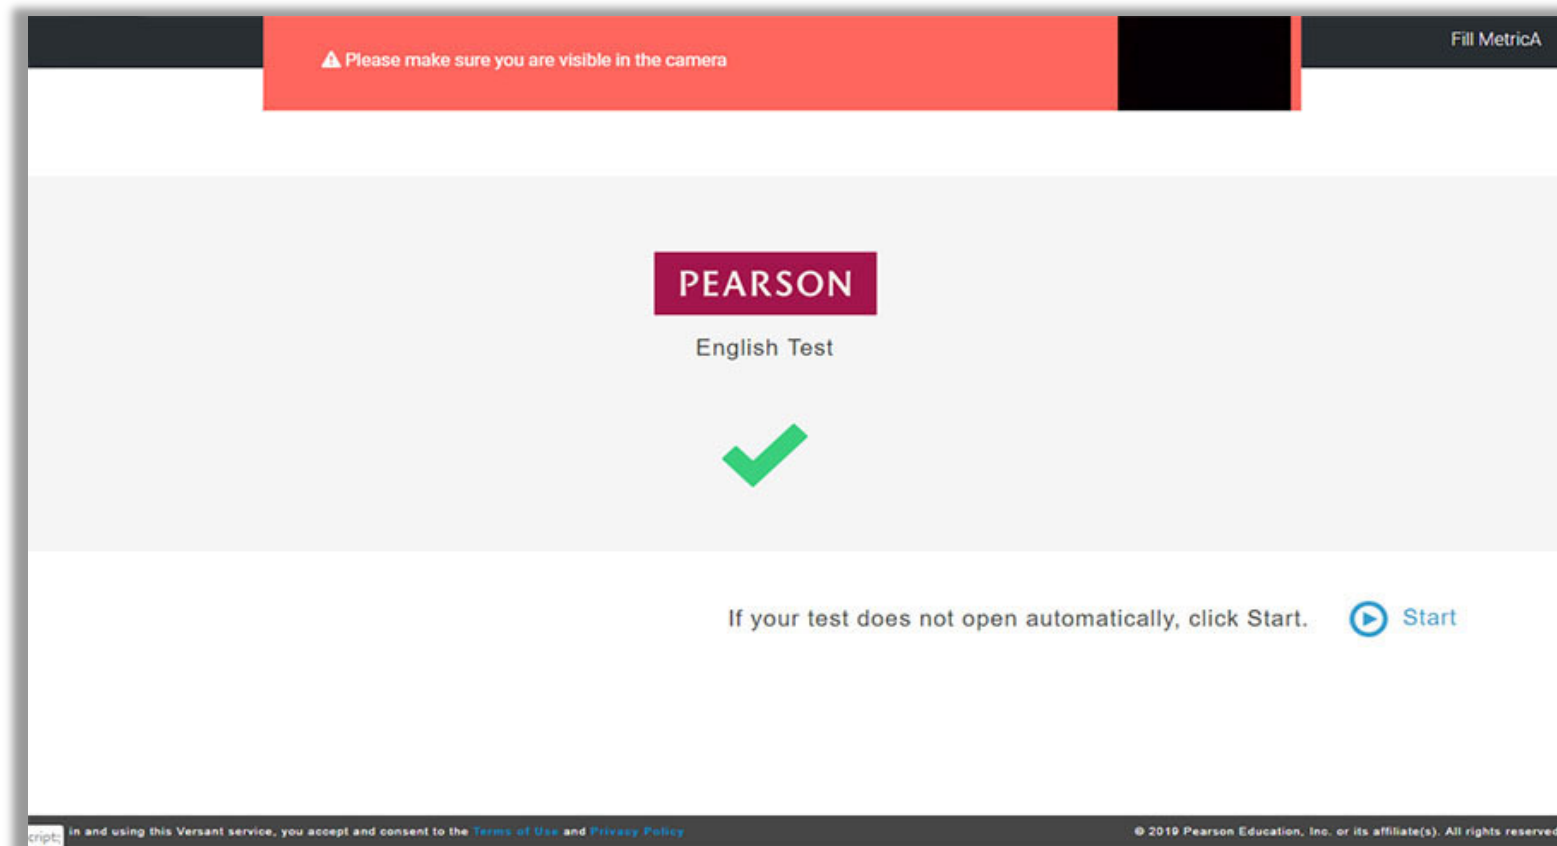 Please make sure you are visible in the camera
Fill MetricA
PEARSON
English Test
If your test does not open automatically, click Start.
Start
cript:
in and using this Versant service, you accept and consent to the Terms of Use and Privacy Policy
© 2019 Pearson Education, Inc. or its affiliate(s). All rights reserved